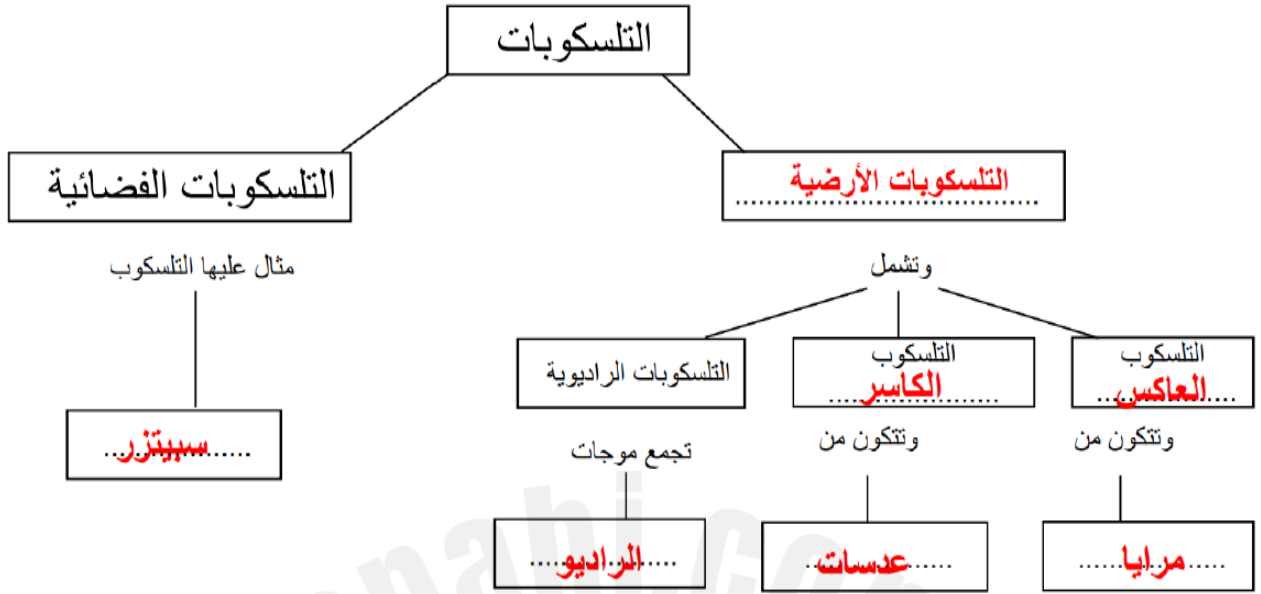 التلسكوبات
التلسكوبات الأرضية
التلسكوبات الفضائية
وتشمل
مثال عليها التلسكوب
التلسكوب
العاكس
التلسكوب
الكاسر
التلسكوبات الراديوية
سبيتزر
وتتكون من
وتتكون من
تجمع موجات
مرايا
عدسات
الراديو